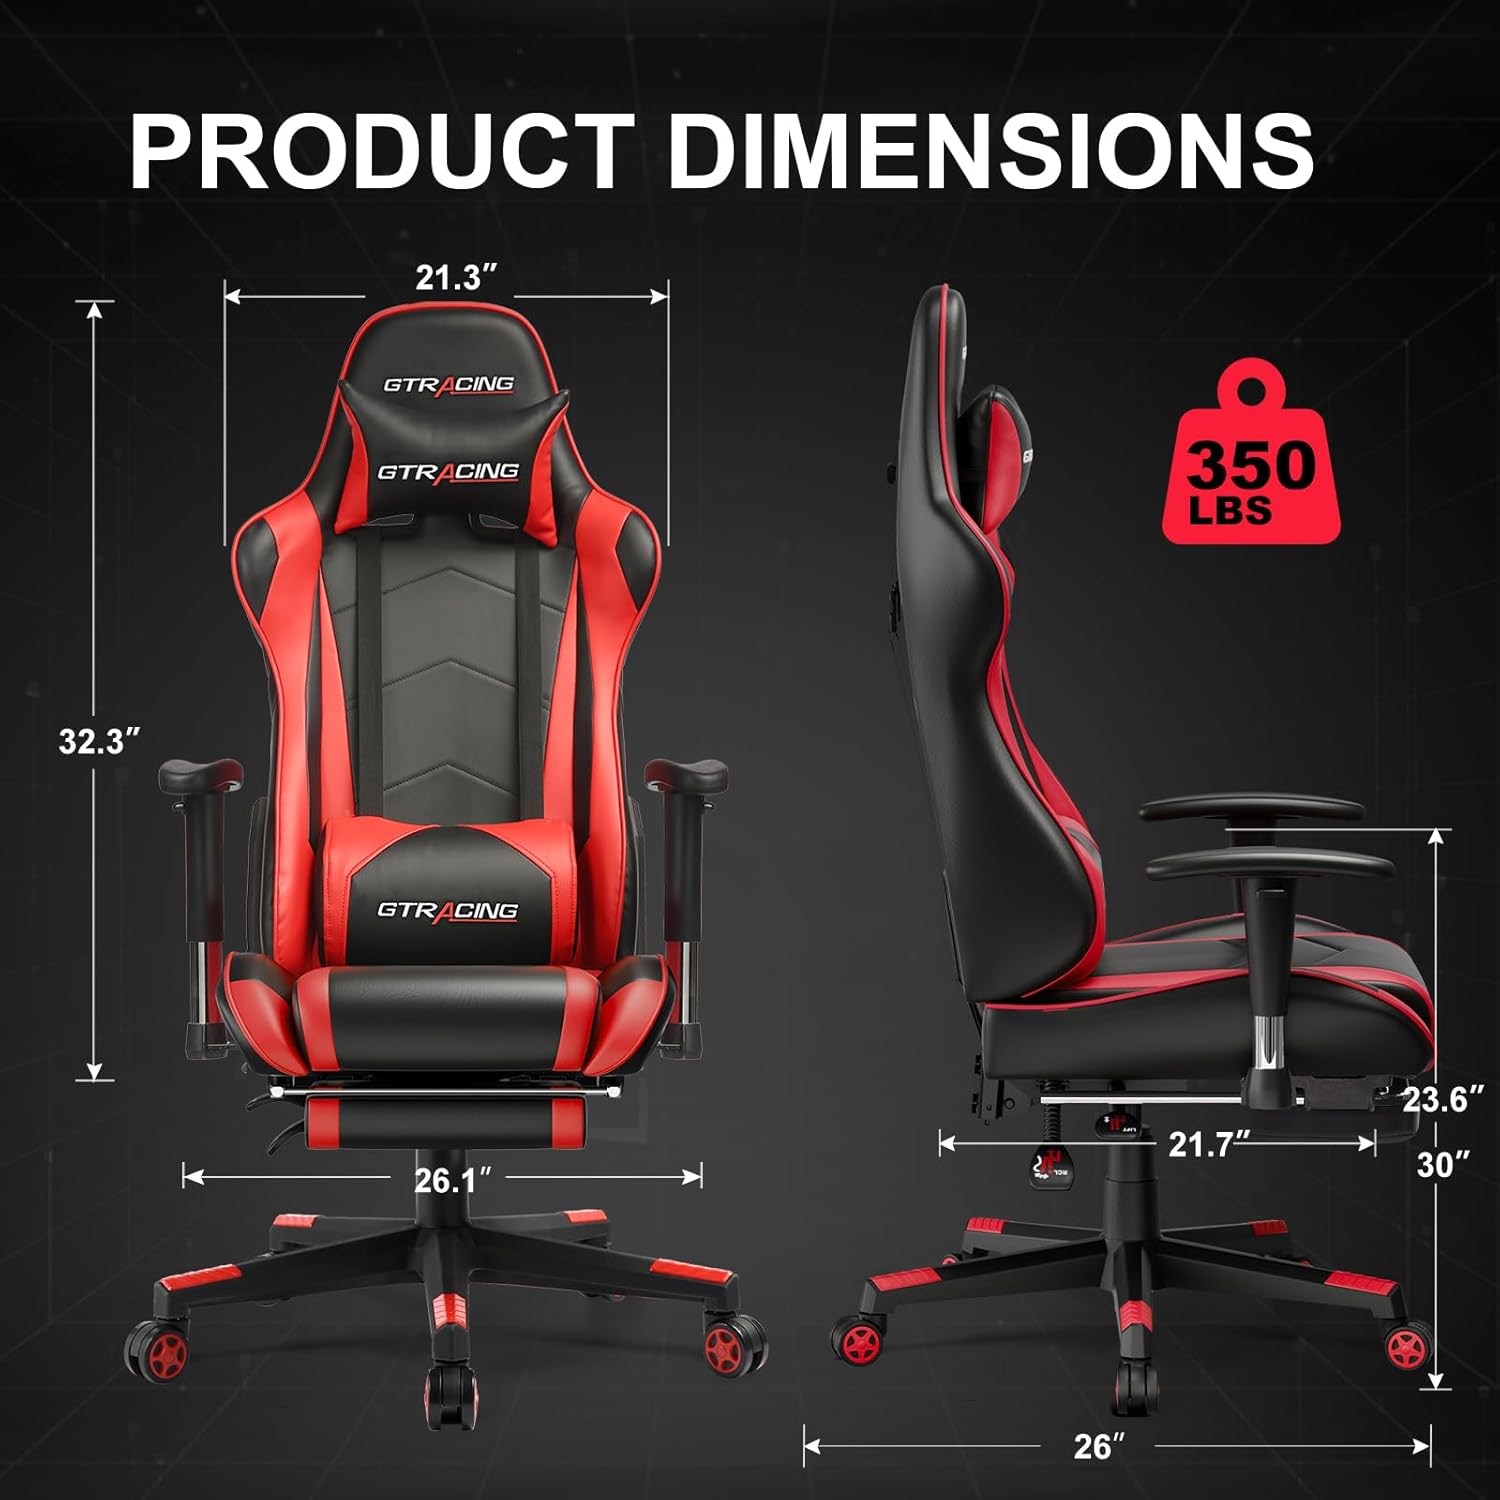 PRODUCT DIMENSIONS
21.3"
GTRACING
GTRACING
350
LBS
32.3"
GTRACING
23.6"
21.7"
30"
LIFT
26.1"
26"